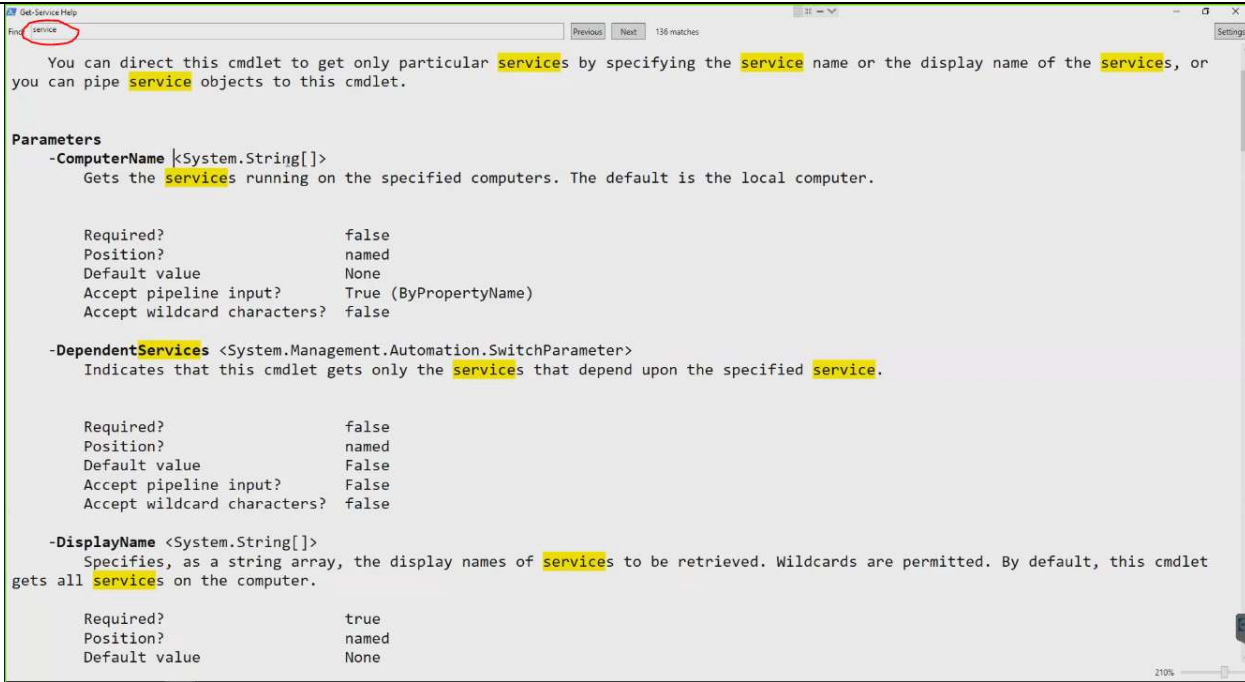 Get-Service Help
Find: service Previous Next 136 matches Settings
You can direct this cmdlet to get only particular services by specifying the service name or the display name of the services, or
you can pipe service objects to this cmdlet.
Parameters
-ComputerName <System.String[]>
Gets the services running on the specified computers. The default is the local computer.
Required? false
Position? named
Default value None
Accept pipeline input? True (ByPropertyName)
Accept wildcard characters? false
-DependentServices <System.Management.Automation.SwitchParameter>
Indicates that this cmdlet gets only the services that depend upon the specified service.
Required? false
Position? named
Default value False
Accept pipeline input? False
Accept wildcard characters? false
-DisplayName <System.String[]>
Specifies, as a string array, the display names of services to be retrieved. Wildcards are permitted. By default, this cmdlet
gets all services on the computer.
Required? true
Position? named
Default value None
210%